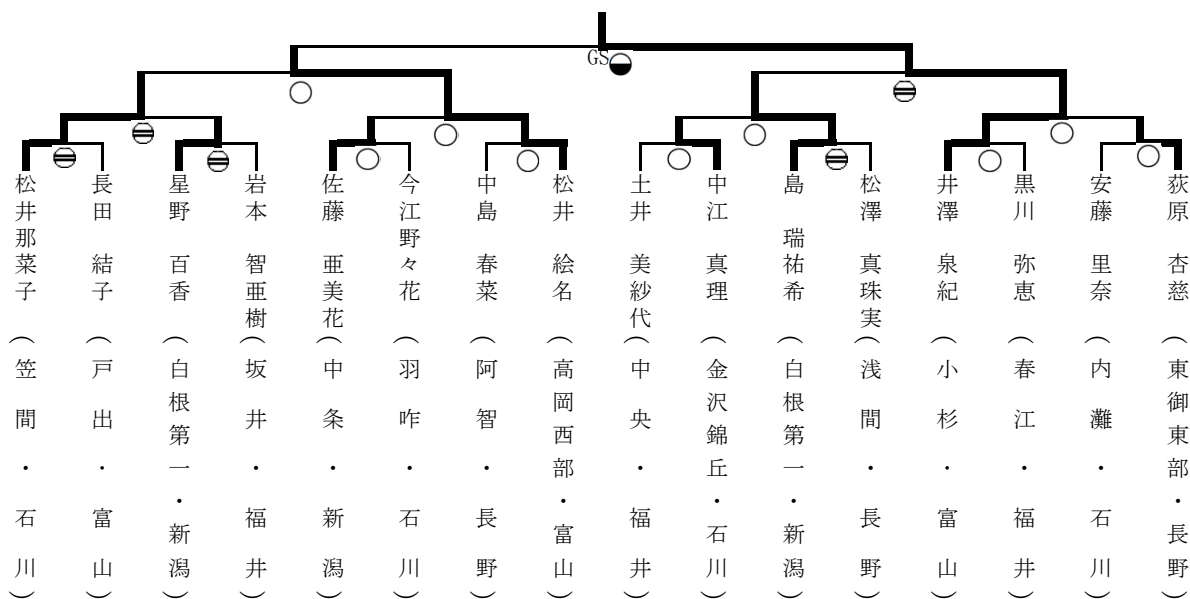 GS
松井那菜子（笠間・石川）
長田　結子（戸出・富山）
星野　百香（白根第一・新潟）
岩本　智亜樹（坂井・福井）
佐藤　亜美花（中条・新潟）
今江野々花（羽咋・石川）
中島　春菜（阿智・長野）
松井　絵名（高岡西部・富山）
土井　美紗代（中央・福井）
中江　真理（金沢錦丘・石川）
島　瑞祐希（白根第一・新潟）
松澤　真珠実（浅間・長野）
井澤　泉紀（小杉・富山）
黒川　弥恵（春江・福井）
安藤　里奈（内灘・石川）
荻原　杏慈（東御東部・長野）